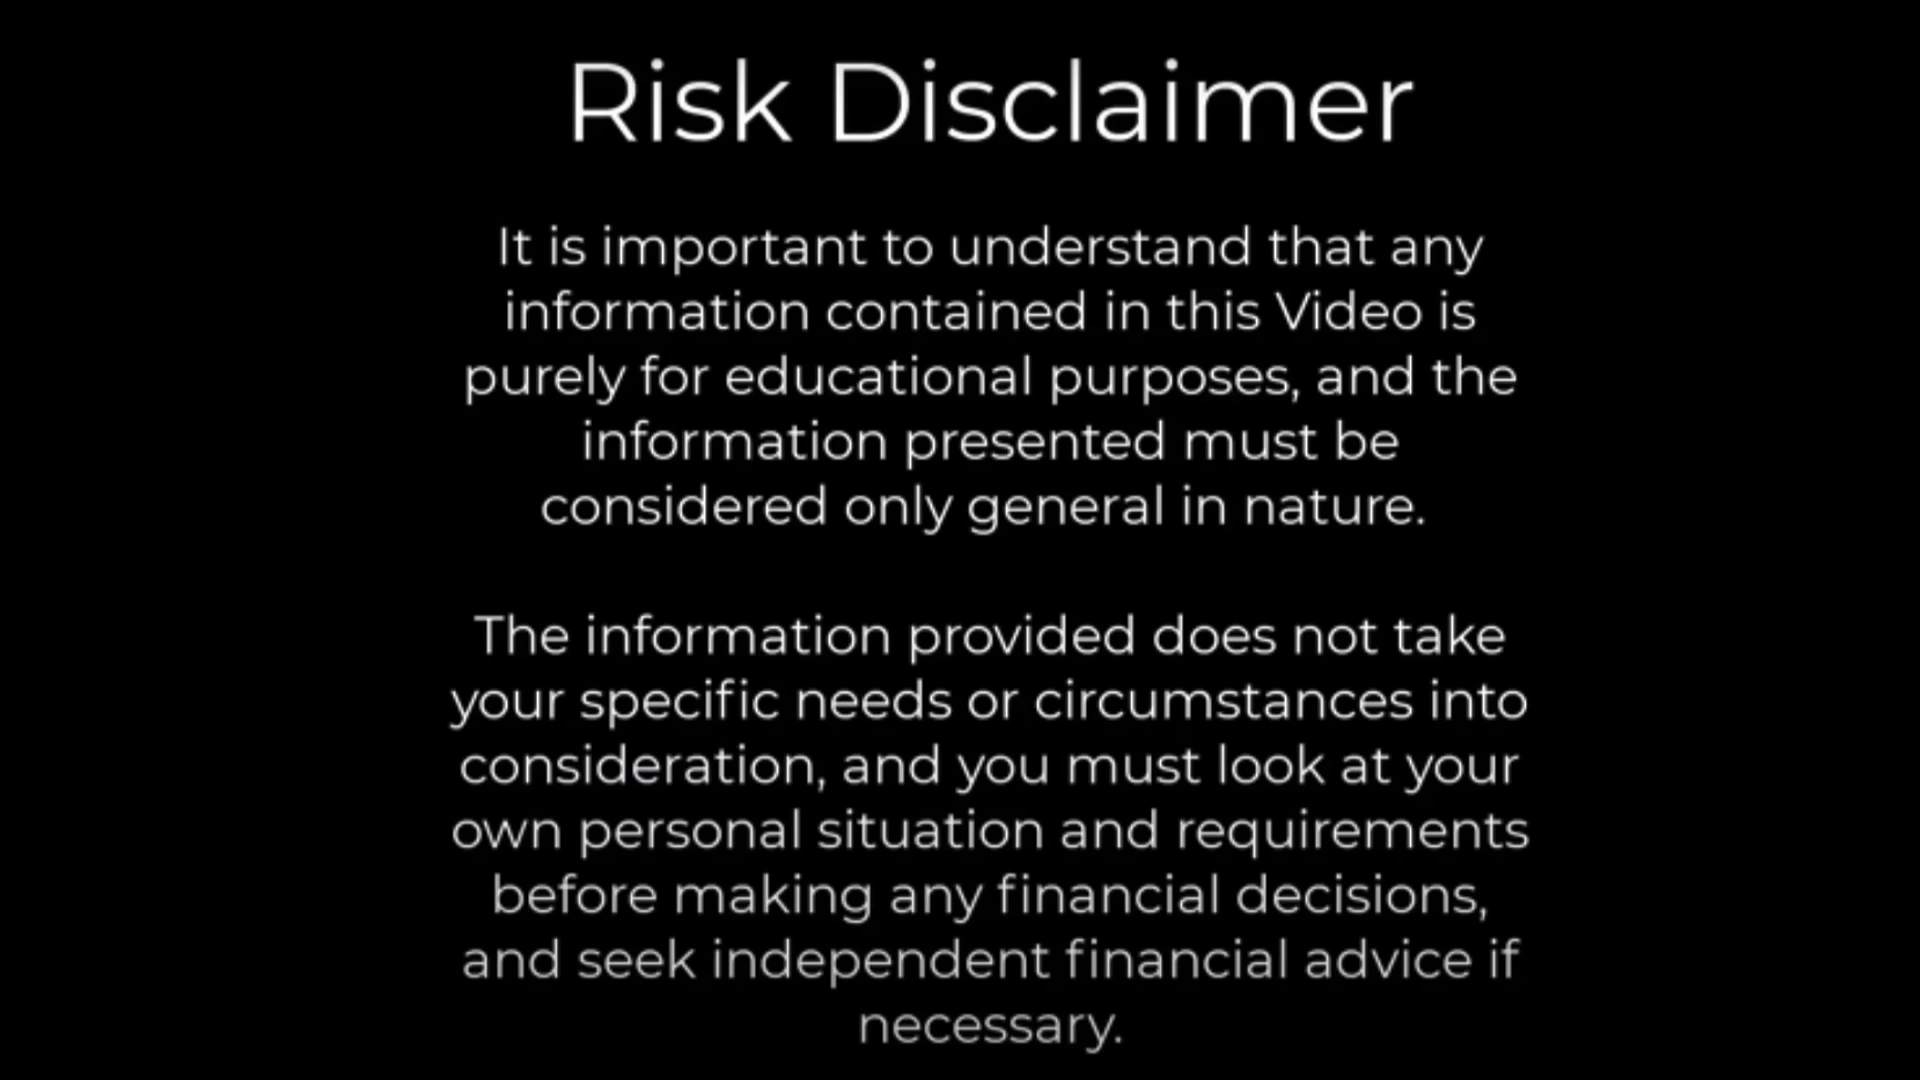 Risk Disclaimer
It is important to understand that any
information contained in this Video is
purely for educational purposes, and the
information presented must be
considered only general in nature.
The information provided does not take
your specific needs or circumstances into
consideration, and you must look at your
own personal situation and requirements
before making any financial decisions,
and seek independent financial advice if
necessary.